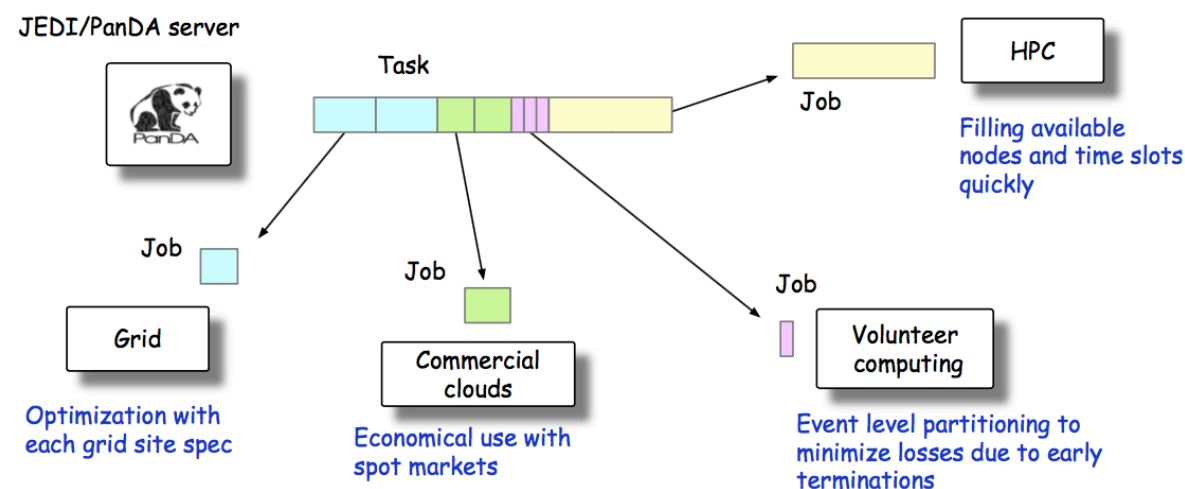 JEDI/PanDA server
PanDA
Task
Job
HPC
Filling available
nodes and time slots
quickly
Job
Grid
Optimization with
each grid site spec
Job
Commercial
clouds
Economical use with
spot markets
Job
Volunteer
computing
Event level partitioning to
minimize losses due to early
terminations